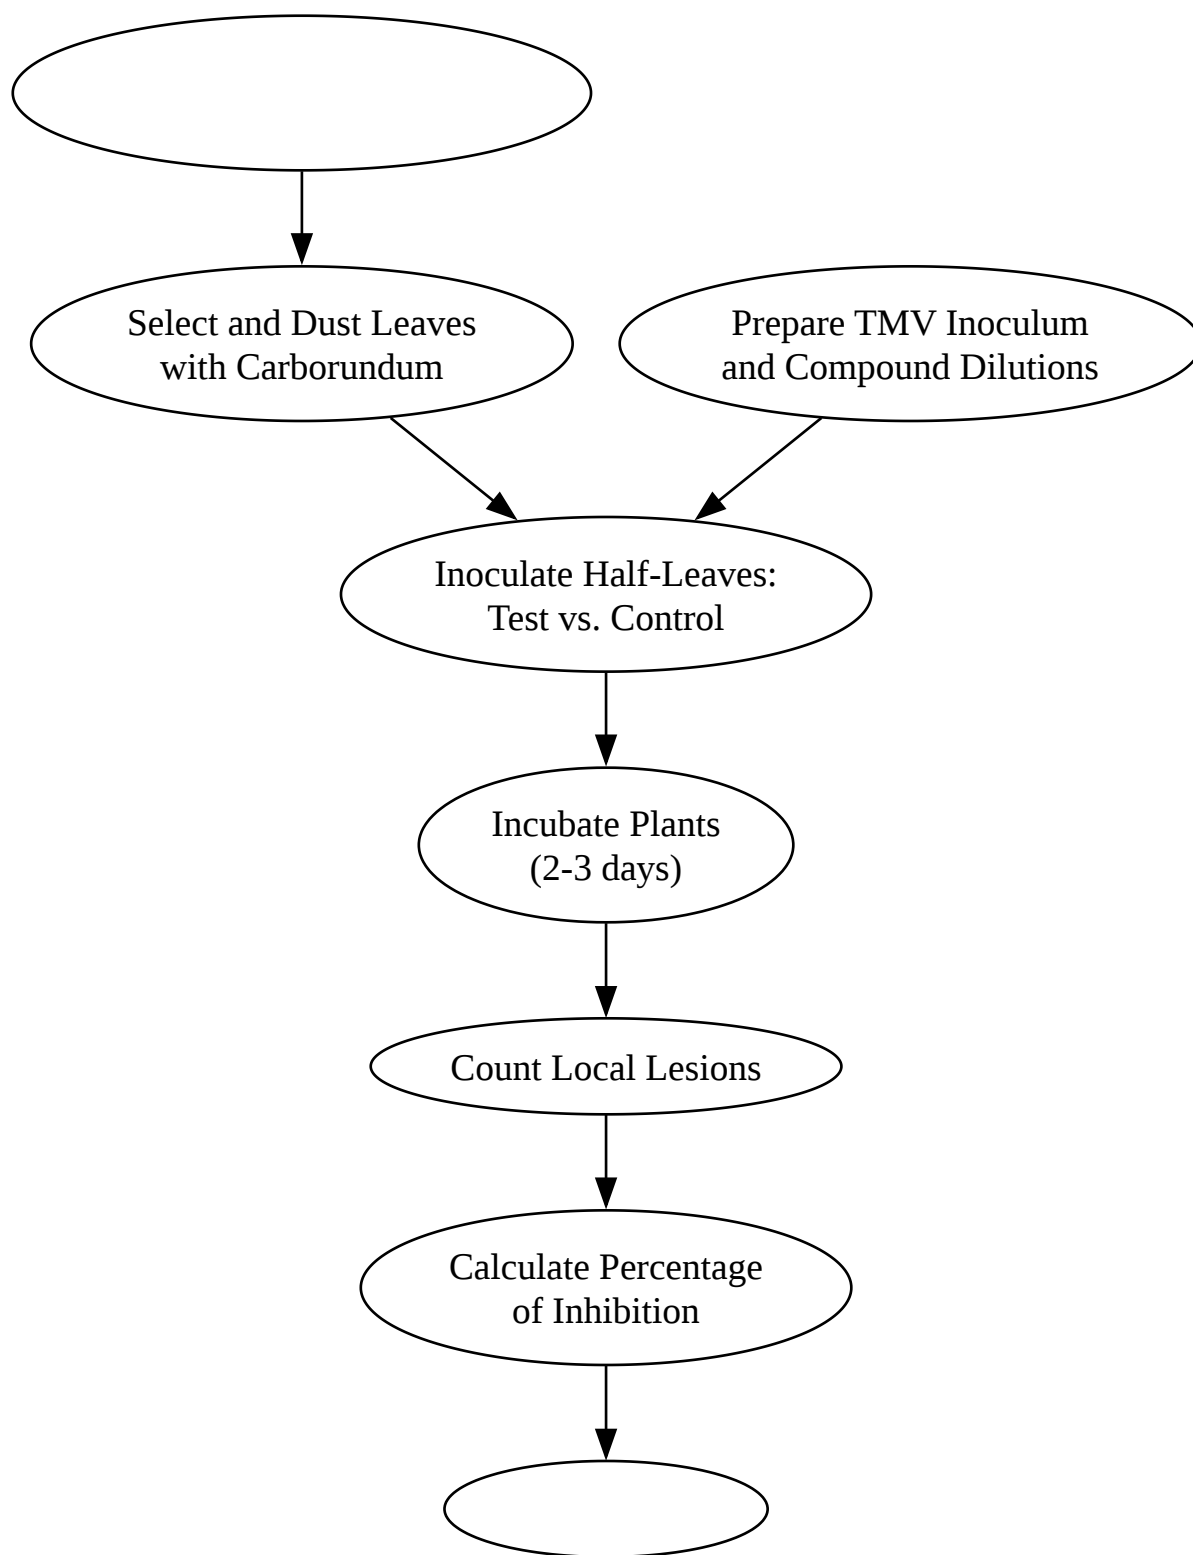 Select and Dust Leaves
with Carborundum
Prepare TMV Inoculum
and Compound Dilutions
Inoculate Half-Leaves:
Test vs. Control
Incubate Plants
(2-3 days)
Count Local Lesions
Calculate Percentage
of Inhibition